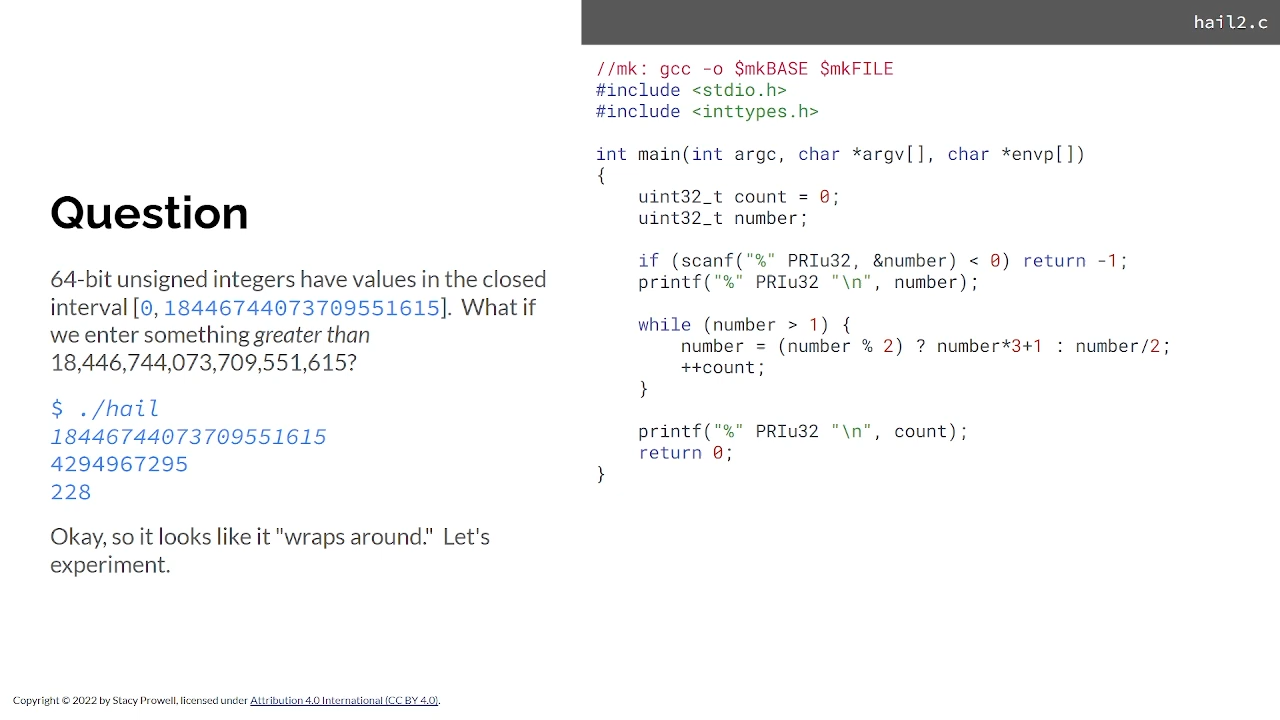 hail2.c
Question
64-bit unsigned integers have values in the closed
interval [0, 18446744073709551615]. What if
we enter something greater than
18,446,744,073,709,551,615?
$ ./hail
18446744073709551615
4294967295
228
Okay, so it looks like it "wraps around." Let's
experiment.
//mk: gcc -o $mkBASE $mkFILE
#include <stdio.h>
#include <inttypes.h>
int main(int argc, char *argv[], char *envp[])
{
    uint32_t count = 0;
    uint32_t number;
    if (scanf("%" PRIu32, &number) < 0) return -1;
    printf("%" PRIu32 "\n", number);
    while (number > 1) {
        number = (number % 2) ? number*3+1 : number/2;
        ++count;
    }
    printf("%" PRIu32 "\n", count);
    return 0;
}
Copyright © 2022 by Stacy Prowell, licensed under Attribution 4.0 International (CC BY 4.0).